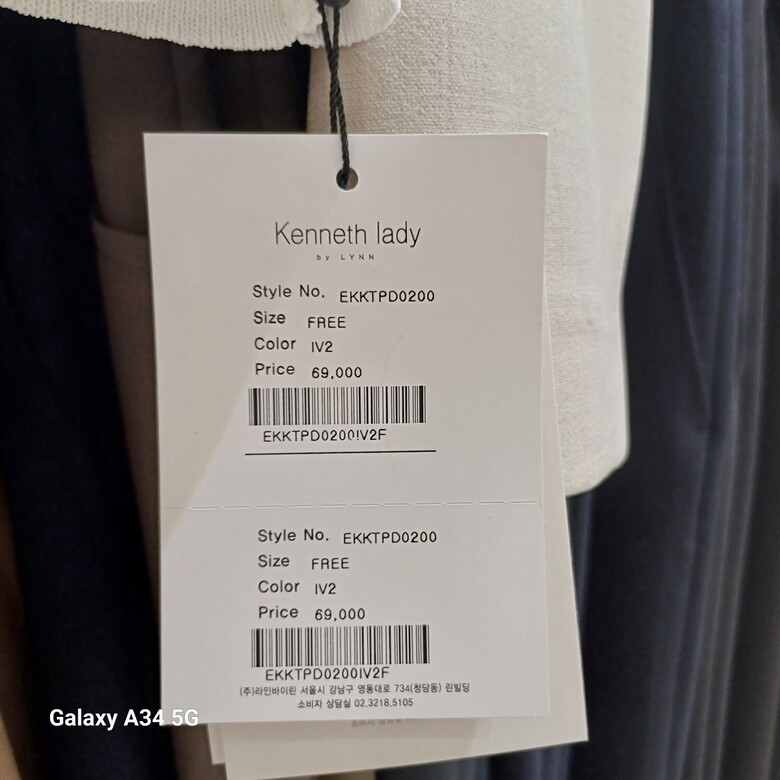 Kenneth lady
by LYNN
Style No. EKKTPD0200
Size FREE
Color IV2
Price 69,000
EKKTPD0200IV2F
Style No. EKKTPD0200
Size FREE
Color IV2
Price 69,000
EKKTPD0200IV2F
(주)라인바이린 서울시 강남구 영동대로 734(청담동) 린빌딩
소비자 상담실 02.3218.5105
Galaxy A34 5G